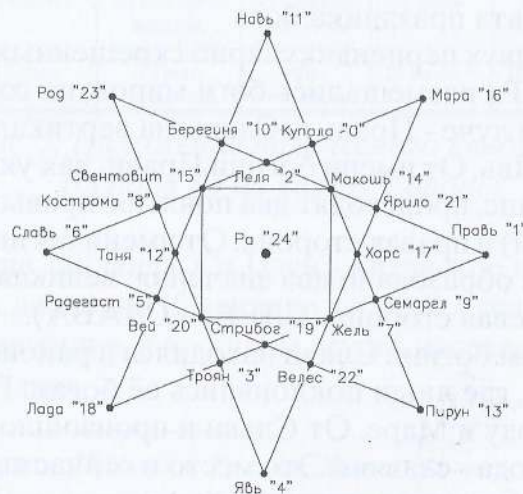 Навь "11"
Род "23"
Мара "16"
Берегиня "10"
Купала "0"
Свентовит "15"
Леля "2"
Макошь "14"
Кострома "8"
Ярило "21"
Славь "6"
Таня "12"
Ра "24"
Хорс "17"
Правь "1"
Радегаст "5"
Семаргл "9"
Вей "20"
Стрибог "19"
Жель "7"
Троян "3"
Велес "22"
Лада "18"
Пирун "13"
Явь "4"